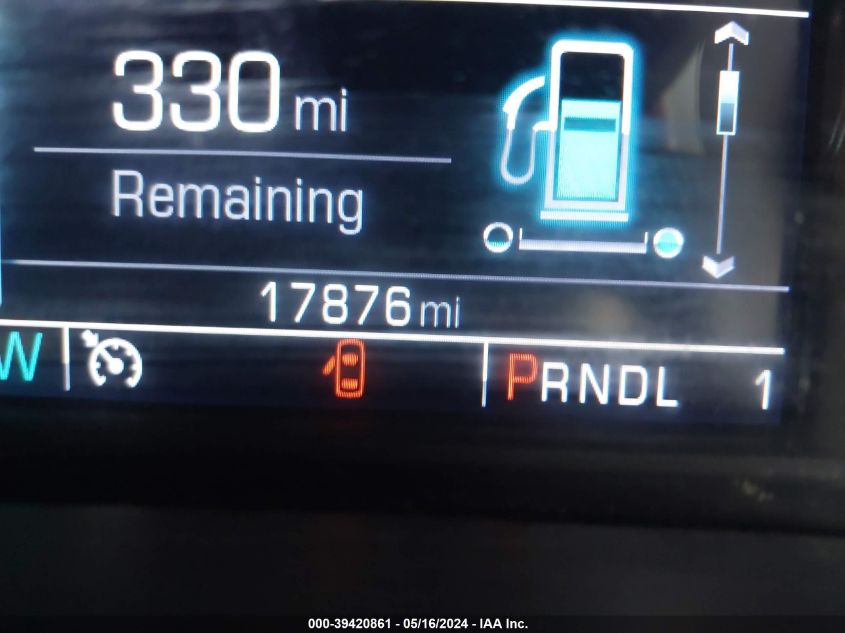 330 mi
Remaining
17876 mi
W PRNDL 1
000-39420861 - 05/16/2024 - IAA Inc.